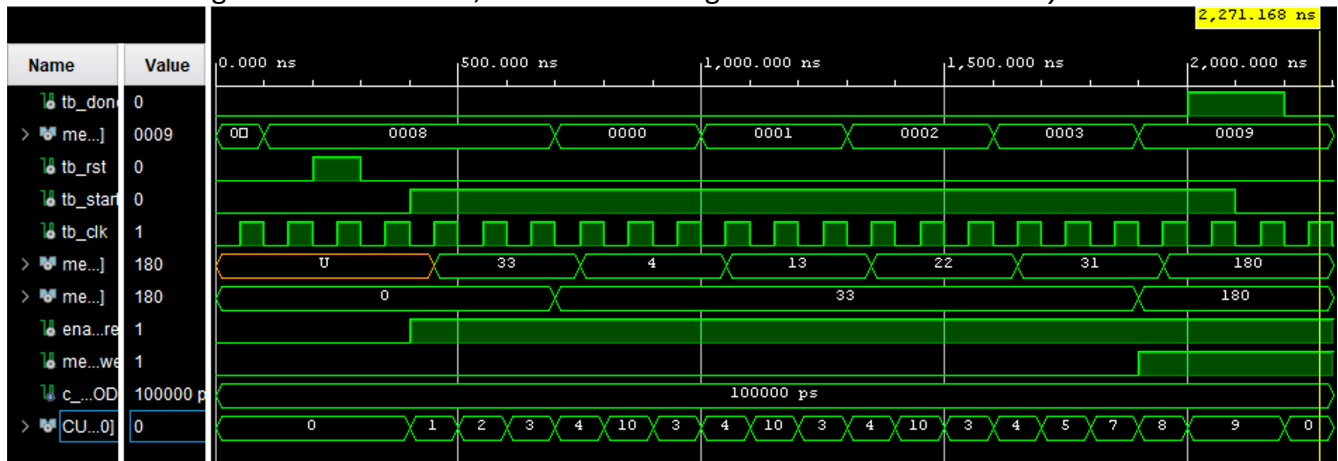 2,271.168 ns
Name Value 0.000 ns 500.000 ns 1,000.000 ns 1,500.000 ns 2,000.000 ns
tb_done 0
me...] 0009 0008 0000 0001 0002 0003 0009
tb_rst 0
tb_start 0
tb_clk 1
me...] 180 U 33 4 13 22 31 180
me...] 180 0 33 180
ena...re 1
me...we 1
c_...OD 100000 p 100000 ps
CU...0] 0 0 1 2 3 4 10 3 4 10 3 4 10 3 4 5 7 8 9 0